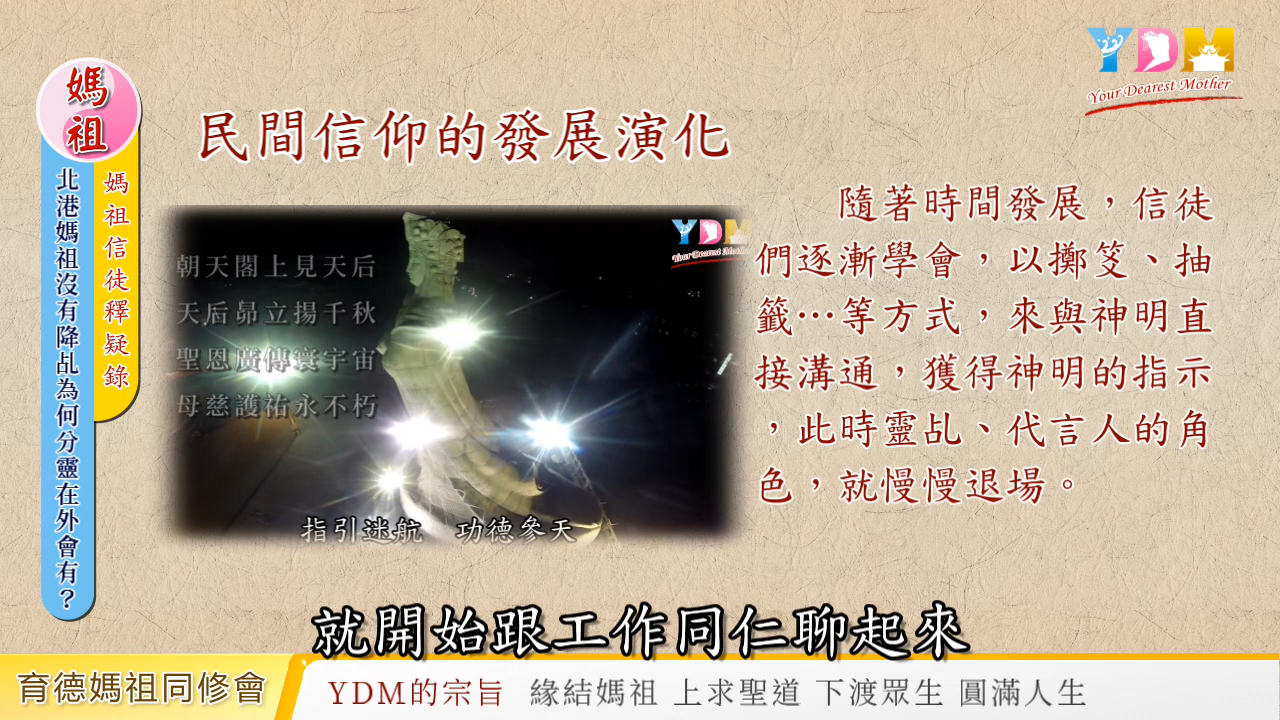 YDM
Your Dearest Mother
媽祖
媽祖信徒釋疑錄
北港媽祖沒有降乩為何分靈在外會有？
民間信仰的發展演化
YDM
Your Dearest Mother
朝天閣上見天后
天后昴立揚千秋
聖恩廣傳寰宇宙
母慈護祐永不朽
指引迷航 功德參天
隨著時間發展，信徒
們逐漸學會，以擲筊、抽
籤…等方式，來與神明直
接溝通，獲得神明的指示
，此時靈乩、代言人的角
色，就慢慢退場。
就開始跟工作同仁聊起來
育德媽祖同修會
YDM的宗旨 緣結媽祖 上求聖道 下渡眾生 圓滿人生